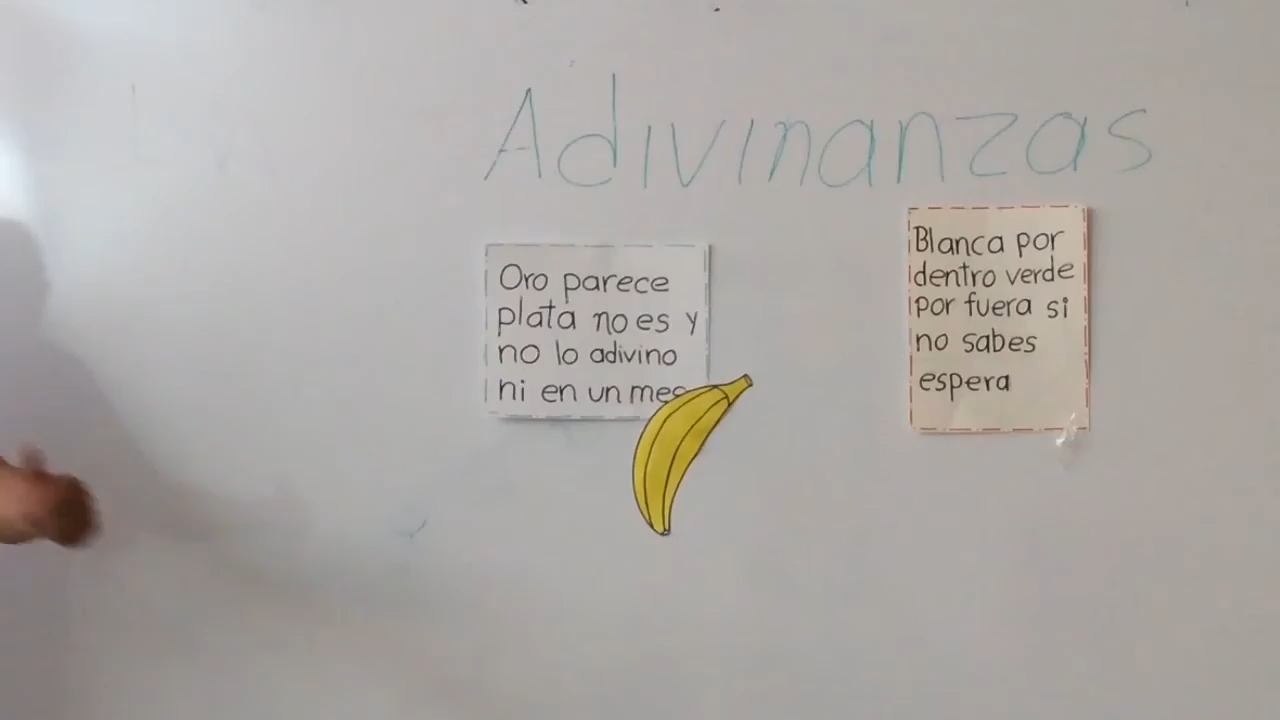 Adivinanzas
Oro parece
plata no es y
no lo adivino
ni en un mes
Blanca por
dentro verde
por fuera si
no sabes
espera